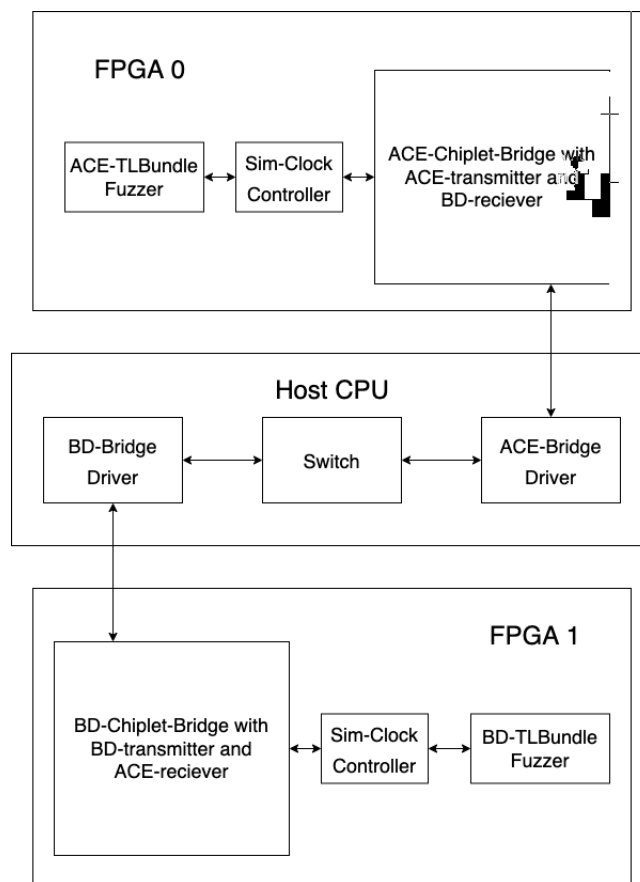 FPGA 0
ACE-TLBundle
Fuzzer
Sim-Clock
Controller
ACE-Chiplet-Bridge with
ACE-transmitter and
BD-reciever
Host CPU
BD-Bridge
Driver
Switch
ACE-Bridge
Driver
FPGA 1
BD-Chiplet-Bridge with
BD-transmitter and
ACE-reciever
Sim-Clock
Controller
BD-TLBundle
Fuzzer